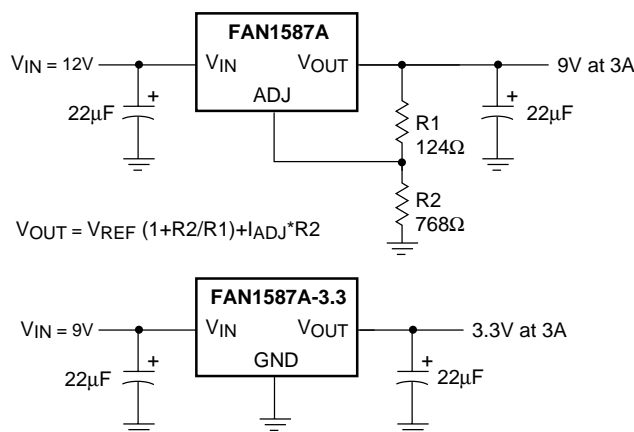 FAN1587A
VIN = 12V
VIN
VOUT
9V at 3A
ADJ
22μF
+
R1
124Ω
+
22μF
R2
768Ω
VOUT = VREF (1+R2/R1)+IADJ*R2
FAN1587A-3.3
VIN = 9V
VIN
VOUT
3.3V at 3A
GND
22μF
+
+
22μF